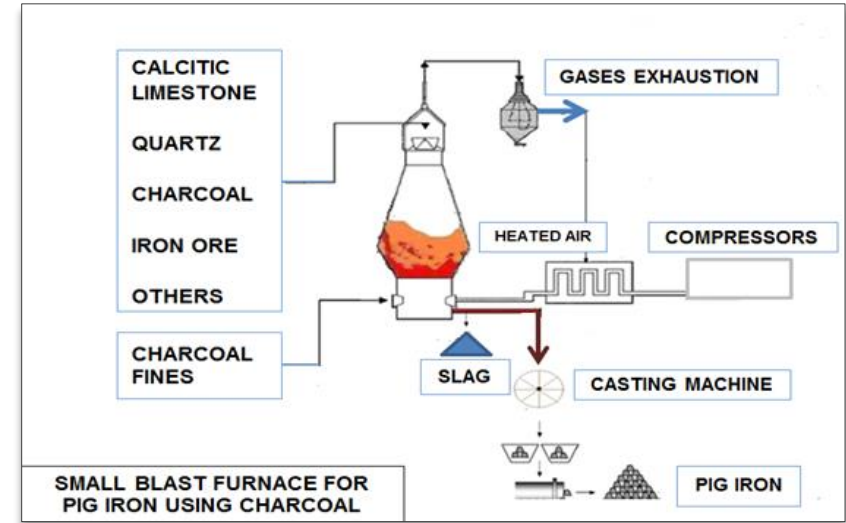 CALCITIC
LIMESTONE
QUARTZ
CHARCOAL
IRON ORE
OTHERS
CHARCOAL
FINES
GASES EXHAUSTION
HEATED AIR
COMPRESSORS
SLAG
CASTING MACHINE
PIG IRON
SMALL BLAST FURNACE FOR
PIG IRON USING CHARCOAL